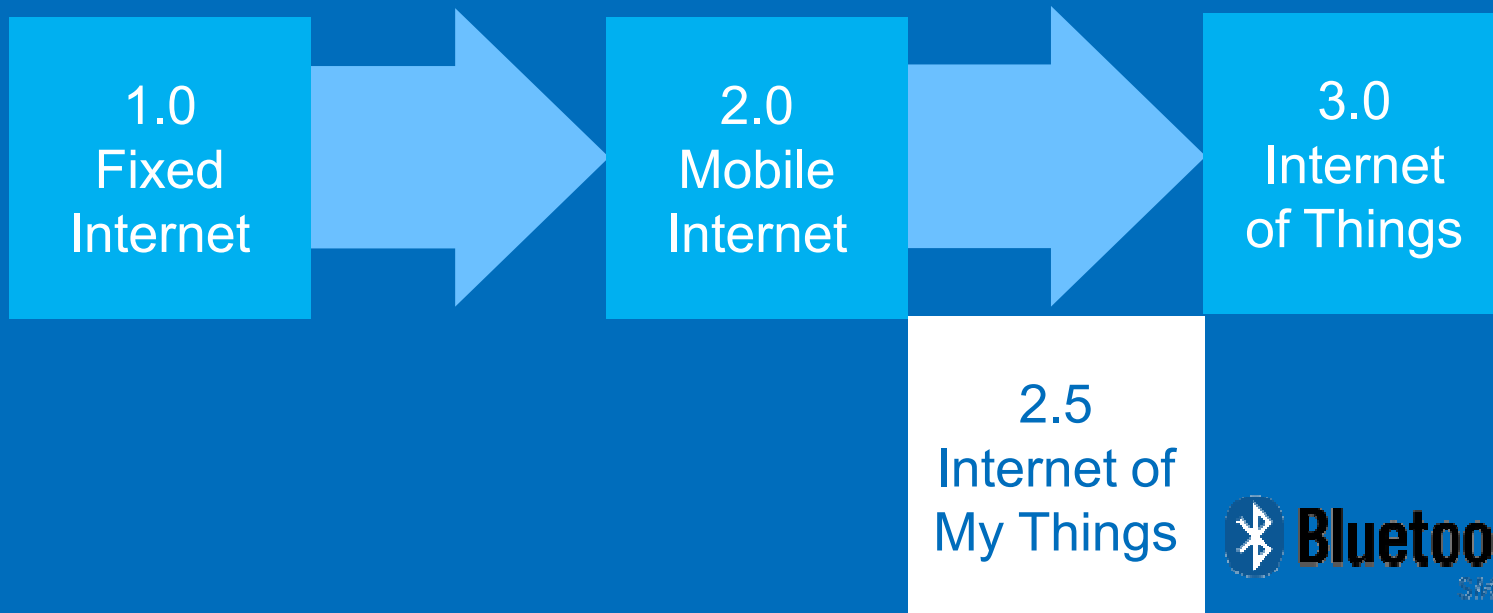 1.0
Fixed
Internet
2.0
Mobile
Internet
3.0
Internet
of Things
2.5
Internet of
My Things
Bluetoo